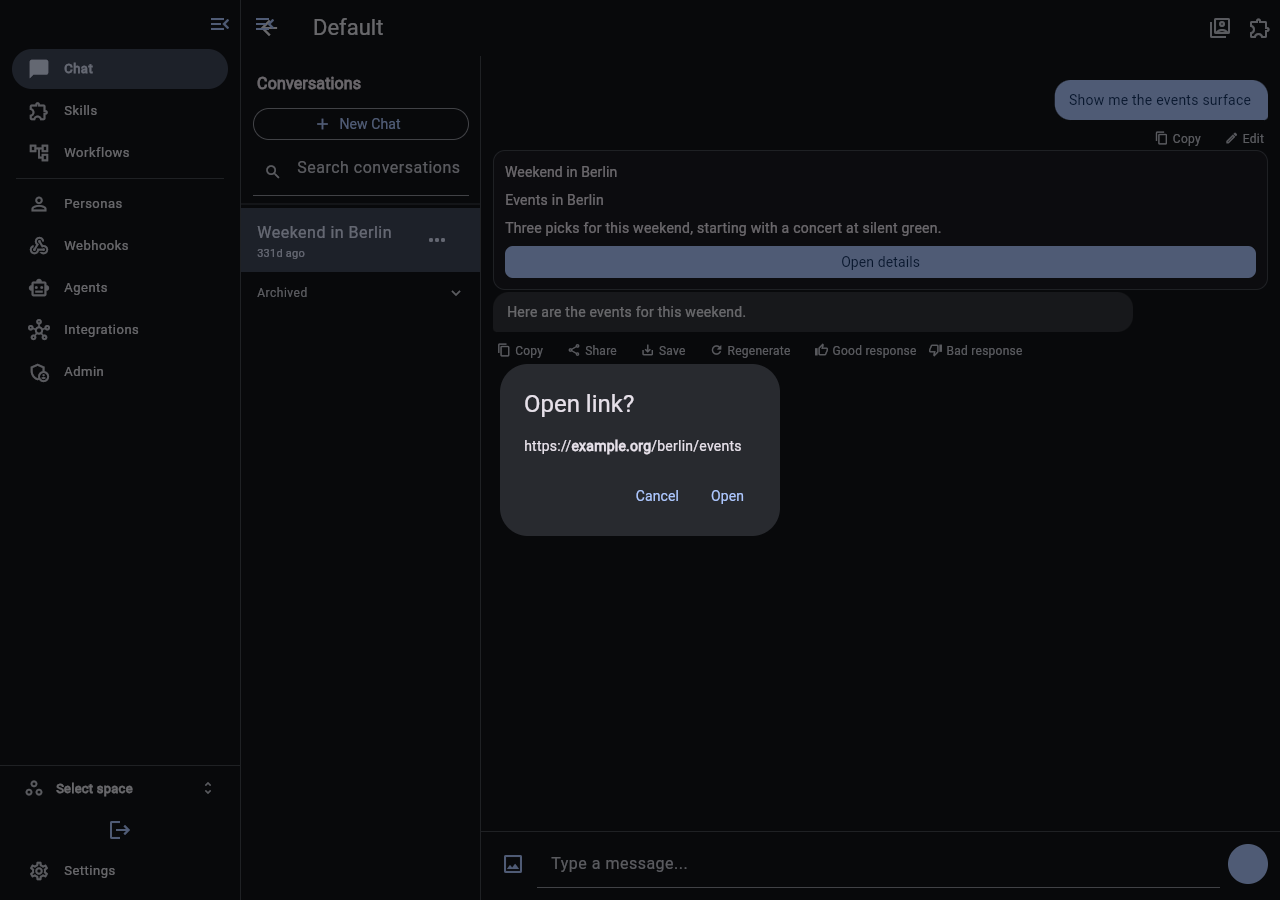 Default
Chat
Skills
Workflows
Personas
Webhooks
Agents
Integrations
Admin
Select space
Settings
Conversations
New Chat
Search conversations
Weekend in Berlin
331d ago
Archived
Show me the events surface
Copy Edit
Weekend in Berlin
Events in Berlin
Three picks for this weekend, starting with a concert at silent green.
Open details
Here are the events for this weekend.
Copy Share Save Regenerate Good response Bad response
Open link?
https://example.org/berlin/events
Cancel Open
Type a message...